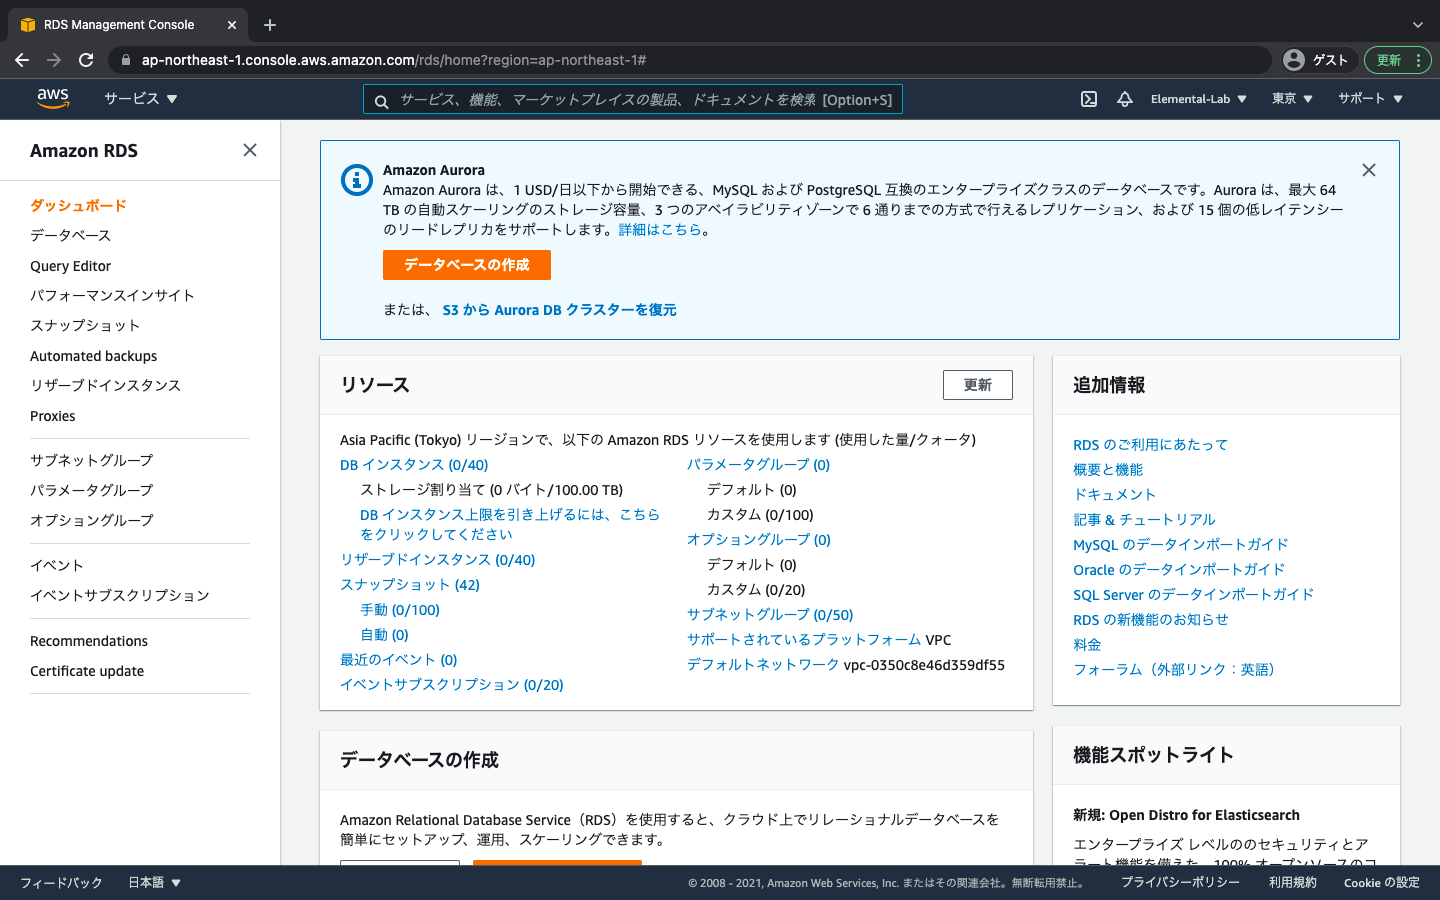 RDS Management Console
ap-northeast-1.console.aws.amazon.com/rds/home?region=ap-northeast-1#
ゲスト
更新
aws
サービス
サービス、機能、マーケットプレイスの製品、ドキュメントを検索 [Option+S]
Elemental-Lab
東京
サポート
Amazon RDS
ダッシュボード
データベース
Query Editor
パフォーマンスインサイト
スナップショット
Automated backups
リザーブドインスタンス
Proxies
サブネットグループ
パラメータグループ
オプショングループ
イベント
イベントサブスクリプション
Recommendations
Certificate update
Amazon Aurora
Amazon Aurora は、1 USD/日以下から開始できる、MySQL および PostgreSQL 互換のエンタープライズクラスのデータベースです。Aurora は、最大 64
TB の自動スケーリングのストレージ容量、3 つのアベイラビリティゾーンで 6 通りまでの方式で行えるレプリケーション、および 15 個の低レイテンシー
のリードレプリカをサポートします。詳細はこちら。
データベースの作成
または、 S3 から Aurora DB クラスターを復元
リソース
更新
Asia Pacific (Tokyo) リージョンで、以下の Amazon RDS リソースを使用します (使用した量/クォータ)
DB インスタンス (0/40)
ストレージ割り当て (0 バイト/100.00 TB)
DB インスタンス上限を引き上げるには、こちら
をクリックしてください
リザーブドインスタンス (0/40)
スナップショット (42)
手動 (0/100)
自動 (0)
最近のイベント (0)
イベントサブスクリプション (0/20)
パラメータグループ (0)
デフォルト (0)
カスタム (0/100)
オプショングループ (0)
デフォルト (0)
カスタム (0/20)
サブネットグループ (0/50)
サポートされているプラットフォーム VPC
デフォルトネットワーク vpc-0350c8e46d359df55
追加情報
RDS のご利用にあたって
概要と機能
ドキュメント
記事 & チュートリアル
MySQL のデータインポートガイド
Oracle のデータインポートガイド
SQL Server のデータインポートガイド
RDS の新機能のお知らせ
料金
フォーラム（外部リンク：英語）
データベースの作成
Amazon Relational Database Service（RDS）を使用すると、クラウド上でリレーショナルデータベースを
簡単にセットアップ、運用、スケーリングできます。
機能スポットライト
新規: Open Distro for Elasticsearch
エンタープライズ レベルののセキュリティとア
ラート機能を備えた、100% オープンソースのコ
フィードバック
日本語
© 2008 - 2021, Amazon Web Services, Inc. またはその関連会社。無断転用禁止。
プライバシーポリシー
利用規約
Cookie の設定